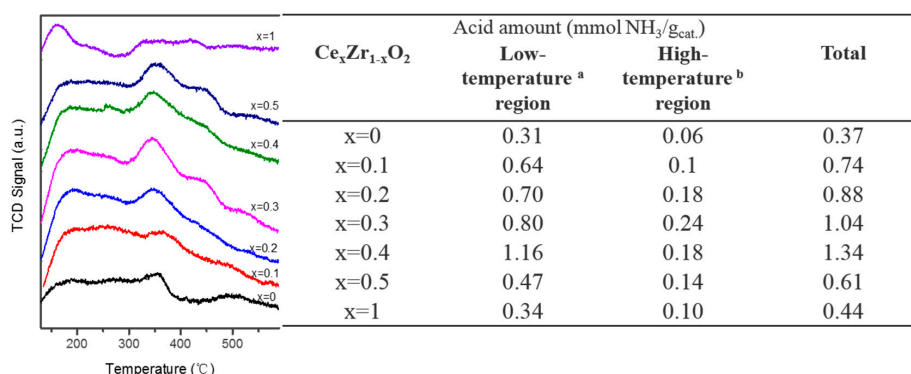 TCD Signal (a.u.)
x=1
x=0.5
x=0.4
x=0.3
x=0.2
x=0.1
x=0
200 300 400 500
Temperature (℃)
Acid amount (mmol NH₃/g_cat.)
CeₓZr₁₋ₓO₂ Low-temperature ᵃ region High-temperature ᵇ region Total
x=0 0.31 0.06 0.37
x=0.1 0.64 0.1 0.74
x=0.2 0.70 0.18 0.88
x=0.3 0.80 0.24 1.04
x=0.4 1.16 0.18 1.34
x=0.5 0.47 0.14 0.61
x=1 0.34 0.10 0.44